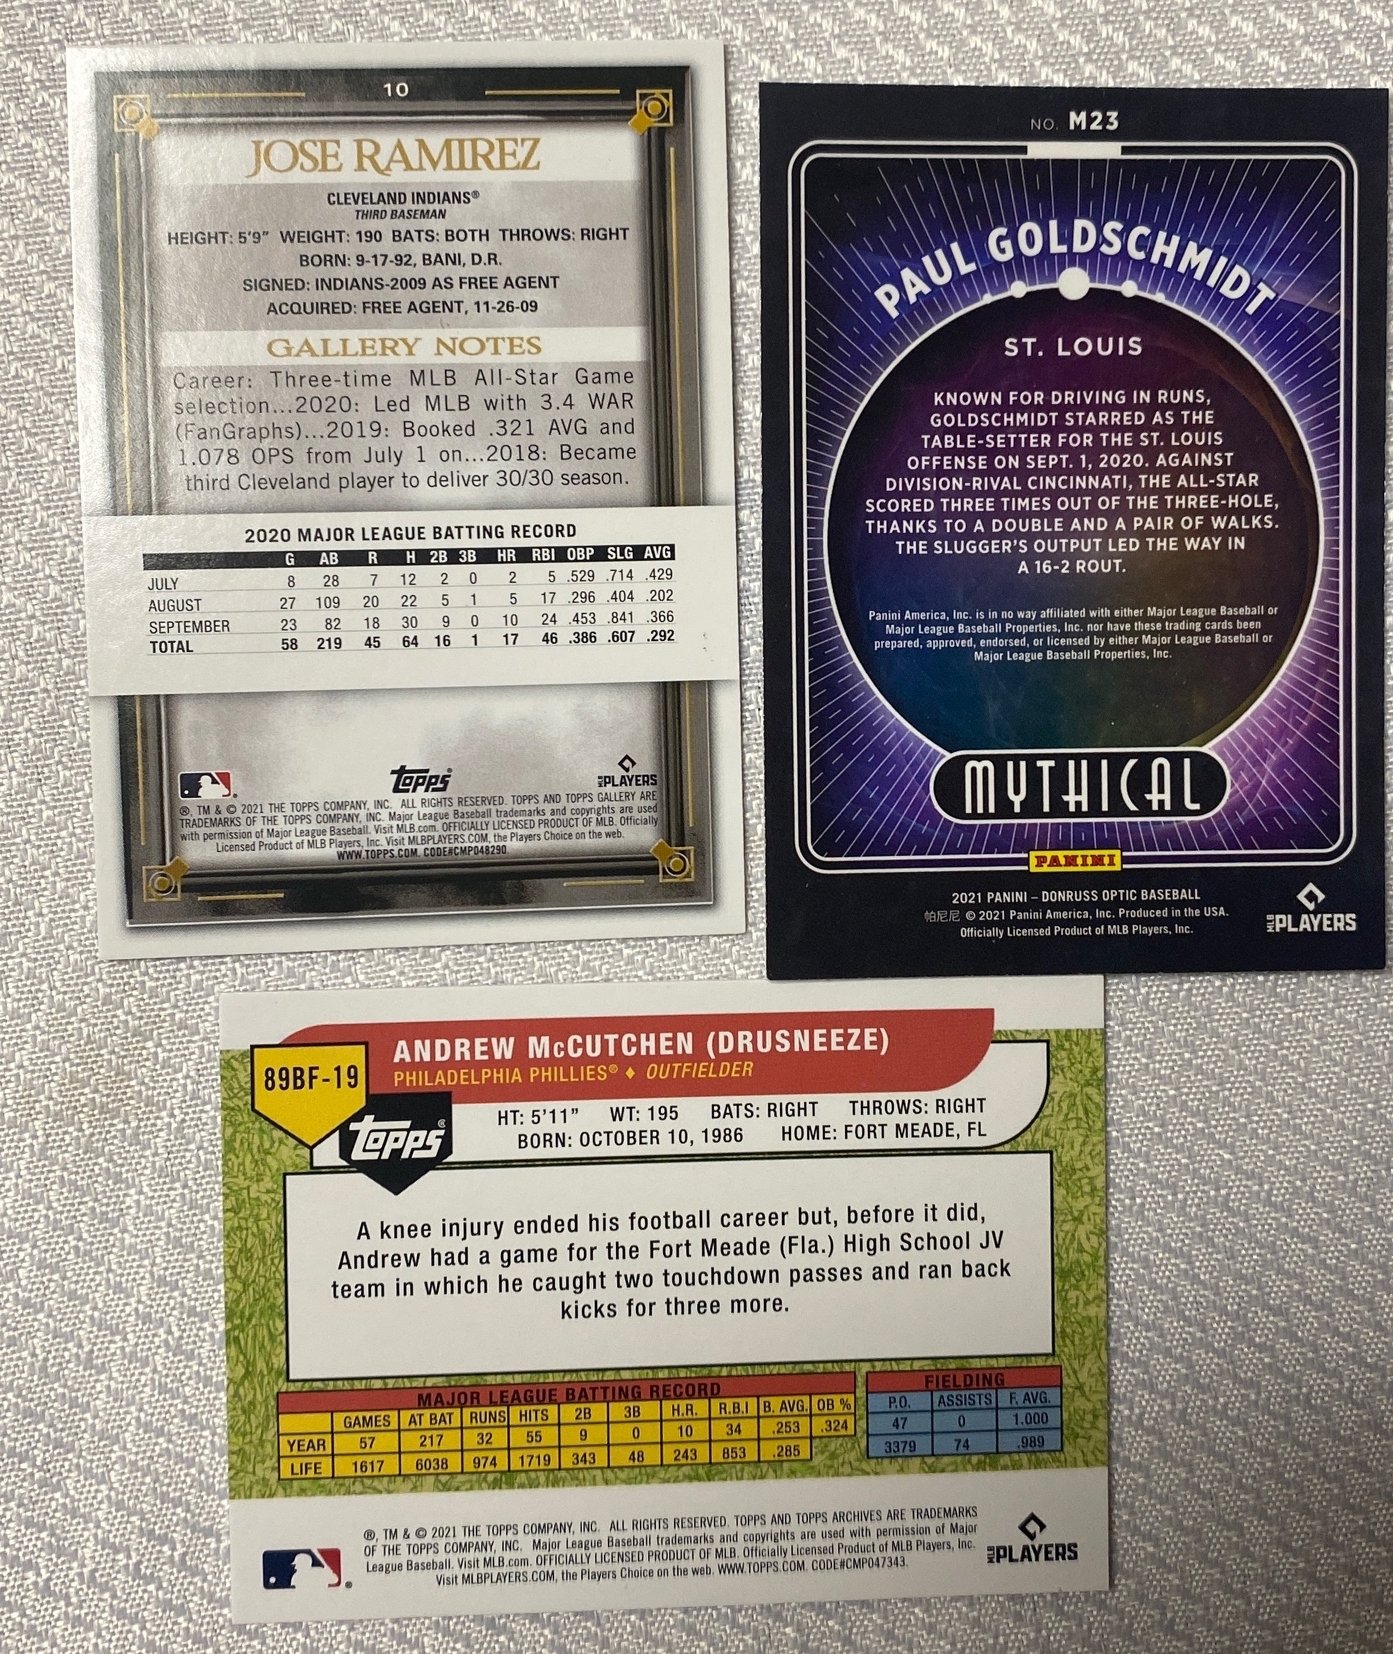 10
JOSE RAMIREZ
CLEVELAND INDIANS®
THIRD BASEMAN
HEIGHT: 5'9" WEIGHT: 190 BATS: BOTH THROWS: RIGHT
BORN: 9-17-92, BANI, D.R.
SIGNED: INDIANS-2009 AS FREE AGENT
ACQUIRED: FREE AGENT, 11-26-09
GALLERY NOTES
Career: Three-time MLB All-Star Game
selection...2020: Led MLB with 3.4 WAR
(FanGraphs)...2019: Booked .321 AVG and
1.078 OPS from July 1 on...2018: Became
third Cleveland player to deliver 30/30 season.
2020 MAJOR LEAGUE BATTING RECORD
G AB R H 2B 3B HR RBI OBP SLG AVG
JULY 8 28 7 12 2 0 2 5 .529 .714 .429
AUGUST 27 109 20 22 5 1 5 17 .296 .404 .202
SEPTEMBER 23 82 18 30 9 0 10 24 .453 .841 .366
TOTAL 58 219 45 64 16 1 17 46 .386 .607 .292
topps
MLB PLAYERS
®, TM & © 2021 THE TOPPS COMPANY, INC. ALL RIGHTS RESERVED. TOPPS AND TOPPS GALLERY ARE
TRADEMARKS OF THE TOPPS COMPANY, INC. Major League Baseball trademarks and copyrights are used
with permission of Major League Baseball. Visit MLB.com. OFFICIALLY LICENSED PRODUCT OF MLB. Officially
Licensed Product of MLB Players, Inc. Visit MLBPLAYERS.COM, the Players Choice on the web.
WWW.TOPPS.COM. CODE#CMP048290
NO. M23
PAUL GOLDSCHMIDT
ST. LOUIS
KNOWN FOR DRIVING IN RUNS,
GOLDSCHMIDT STARRED AS THE
TABLE-SETTER FOR THE ST. LOUIS
OFFENSE ON SEPT. 1, 2020. AGAINST
DIVISION-RIVAL CINCINNATI, THE ALL-STAR
SCORED THREE TIMES OUT OF THE THREE-HOLE,
THANKS TO A DOUBLE AND A PAIR OF WALKS.
THE SLUGGER'S OUTPUT LED THE WAY IN
A 16-2 ROUT.
Panini America, Inc. is in no way affiliated with either Major League Baseball or
Major League Baseball Properties, Inc. nor have these trading cards been
prepared, approved, endorsed, or licensed by either Major League Baseball or
Major League Baseball Properties, Inc.
MYTHICAL
PANINI
2021 PANINI – DONRUSS OPTIC BASEBALL
帕尼尼 © 2021 Panini America, Inc. Produced in the USA.
Officially Licensed Product of MLB Players, Inc.
MLB PLAYERS
89BF-19
topps®
ANDREW McCUTCHEN (DRUSNEEZE)
PHILADELPHIA PHILLIES® ♦ OUTFIELDER
HT: 5'11" WT: 195 BATS: RIGHT THROWS: RIGHT
BORN: OCTOBER 10, 1986 HOME: FORT MEADE, FL
A knee injury ended his football career but, before it did,
Andrew had a game for the Fort Meade (Fla.) High School JV
team in which he caught two touchdown passes and ran back
kicks for three more.
MAJOR LEAGUE BATTING RECORD
GAMES AT BAT RUNS HITS 2B 3B H.R. R.B.I B. AVG. OB %
YEAR 57 217 32 55 9 0 10 34 .253 .324
LIFE 1617 6038 974 1719 343 48 243 853 .285
FIELDING
P.O. ASSISTS F. AVG.
47 0 1.000
3379 74 .989
®, TM & © 2021 THE TOPPS COMPANY, INC. ALL RIGHTS RESERVED. TOPPS AND TOPPS ARCHIVES ARE TRADEMARKS
OF THE TOPPS COMPANY, INC. Major League Baseball trademarks and copyrights are used with permission of Major
League Baseball. Visit MLB.com. OFFICIALLY LICENSED PRODUCT OF MLB. Officially Licensed Product of MLB Players, Inc.
Visit MLBPLAYERS.COM, the Players Choice on the web. WWW.TOPPS.COM. CODE#CMP047343.
MLB PLAYERS